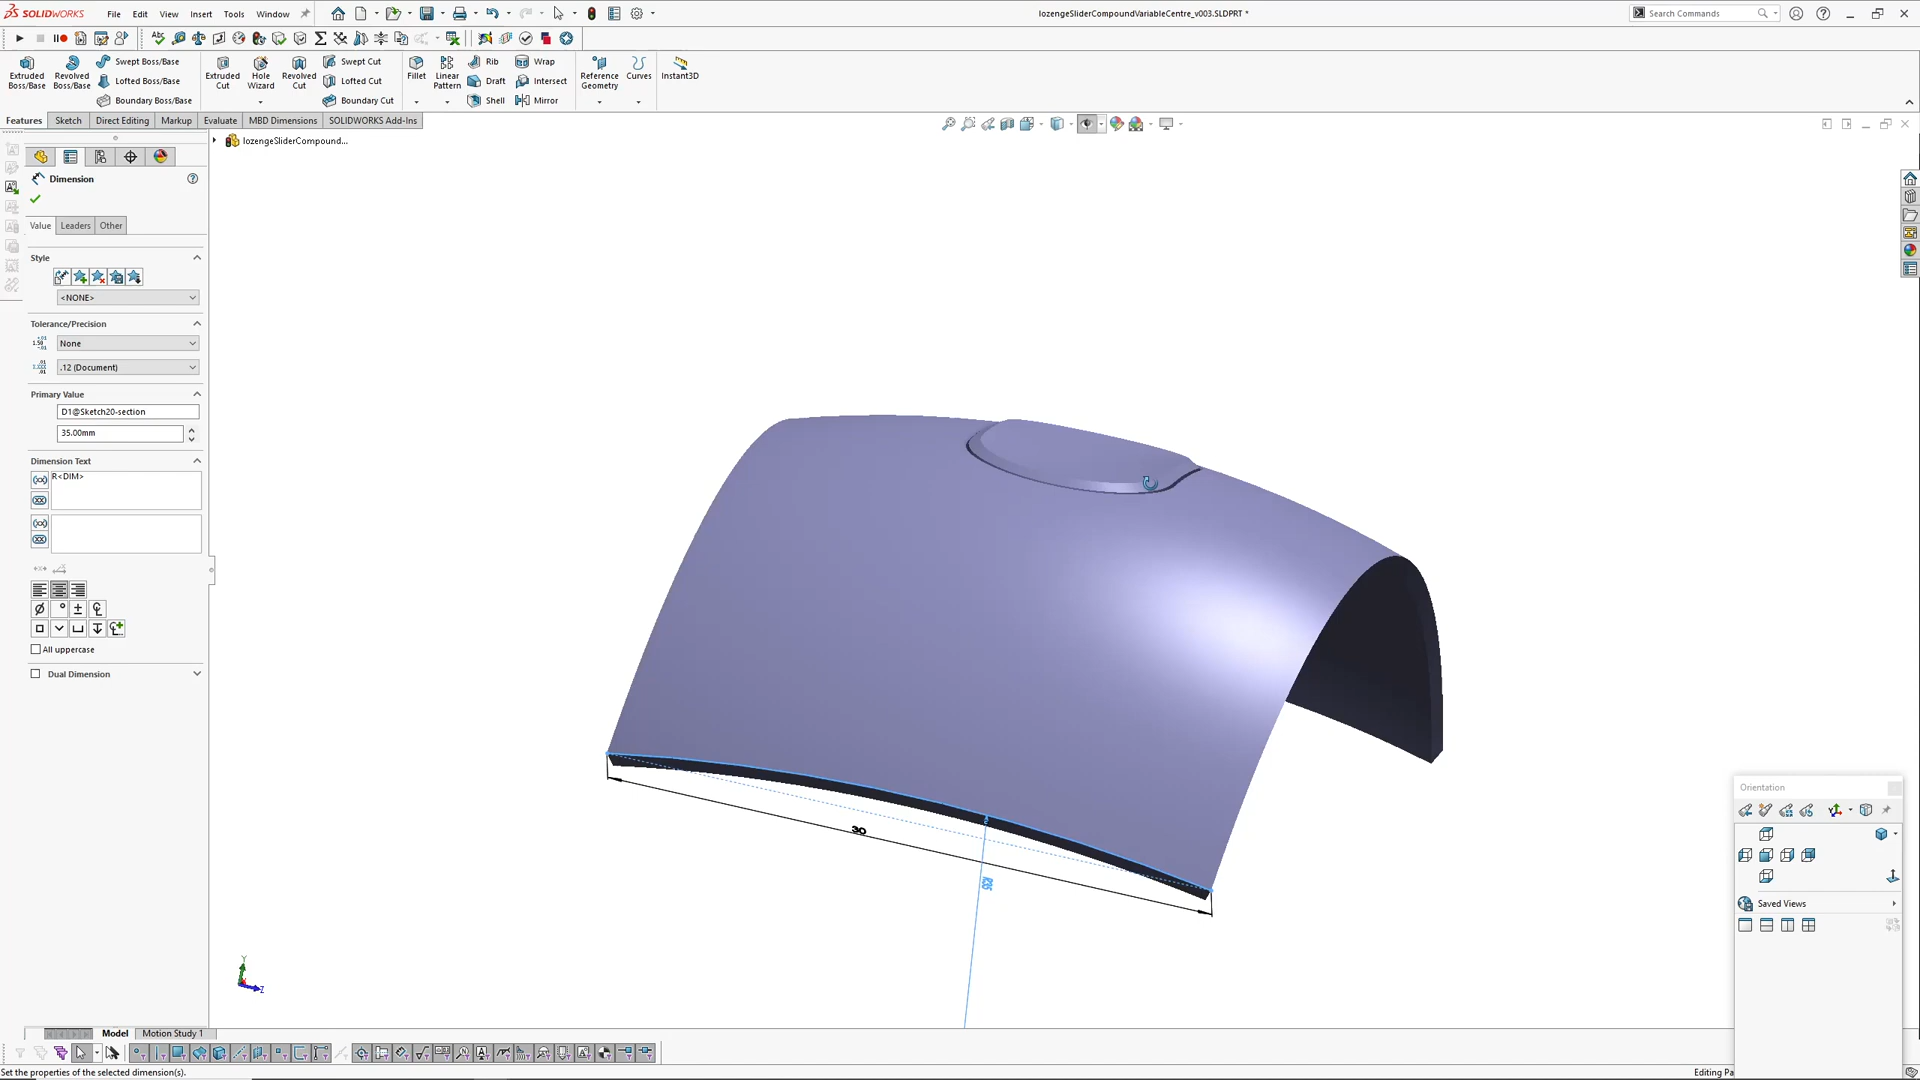 SOLIDWORKS File Edit View Insert Tools Window
lozengeSliderCompoundVariableCentre_v003.SLDPRT *
Search Commands
Extruded Boss/Base
Revolved Boss/Base
Swept Boss/Base
Lofted Boss/Base
Boundary Boss/Base
Extruded Cut
Hole Wizard
Revolved Cut
Swept Cut
Lofted Cut
Boundary Cut
Fillet
Linear Pattern
Rib
Draft
Shell
Wrap
Intersect
Mirror
Reference Geometry
Curves
Instant3D
Features Sketch Direct Editing Markup Evaluate MBD Dimensions SOLIDWORKS Add-Ins
lozengeSliderCompound...
Dimension
Value Leaders Other
Style
<NONE>
Tolerance/Precision
None
.12 (Document)
Primary Value
D1@Sketch20-section
35.00mm
Dimension Text
R<DIM>
All uppercase
Dual Dimension
30
R35
Y
Z
Orientation
Saved Views
Model Motion Study 1
Set the properties of the selected dimension(s).
Editing Pa